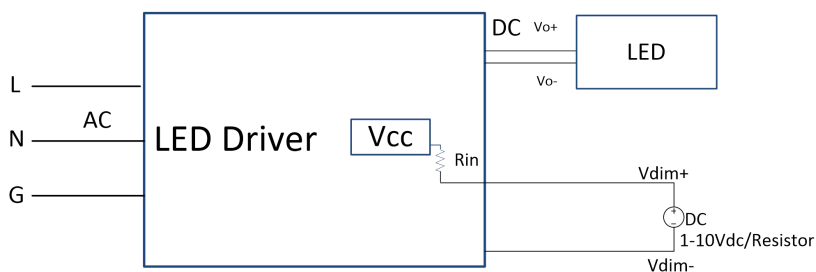 DC Vo+
LED
Vo-
L
AC
N
LED Driver
Vcc
Rin
G
Vdim+
+
-
DC
1-10Vdc/Resistor
Vdim-